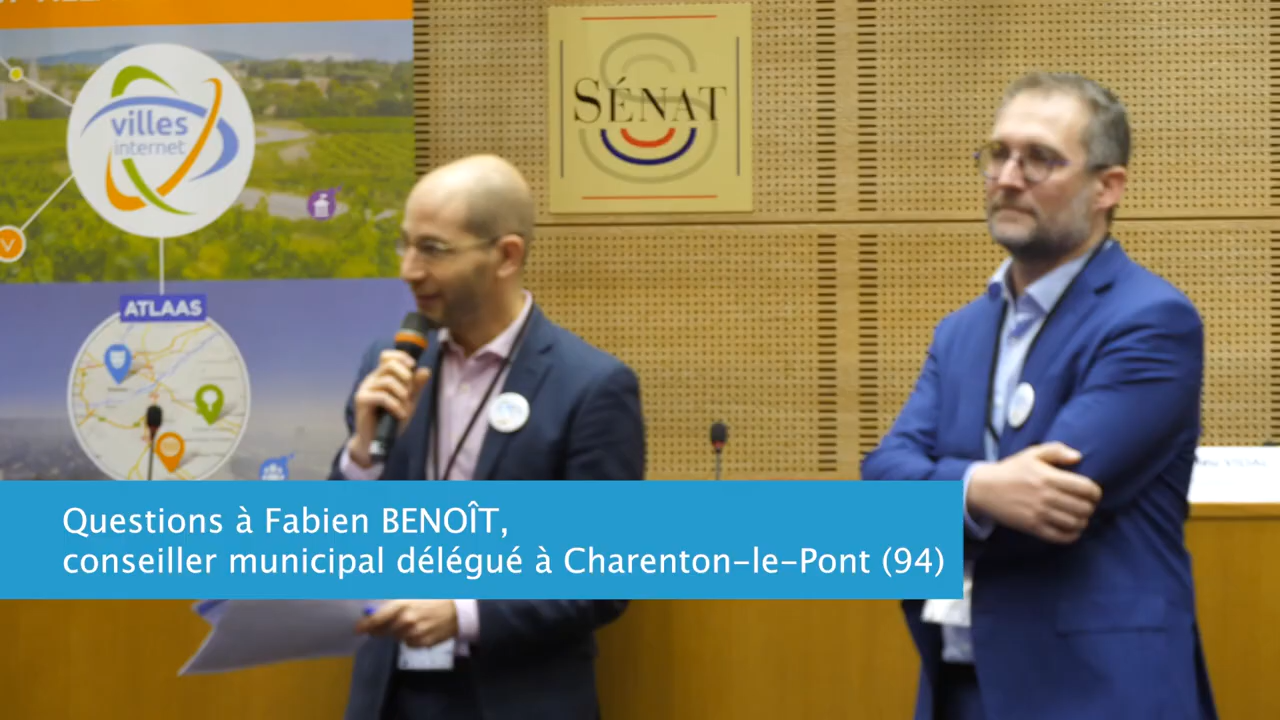 villes
internet
SÉNAT
ATLAAS
Questions à Fabien BENOÎT,
conseiller municipal délégué à Charenton-le-Pont (94)